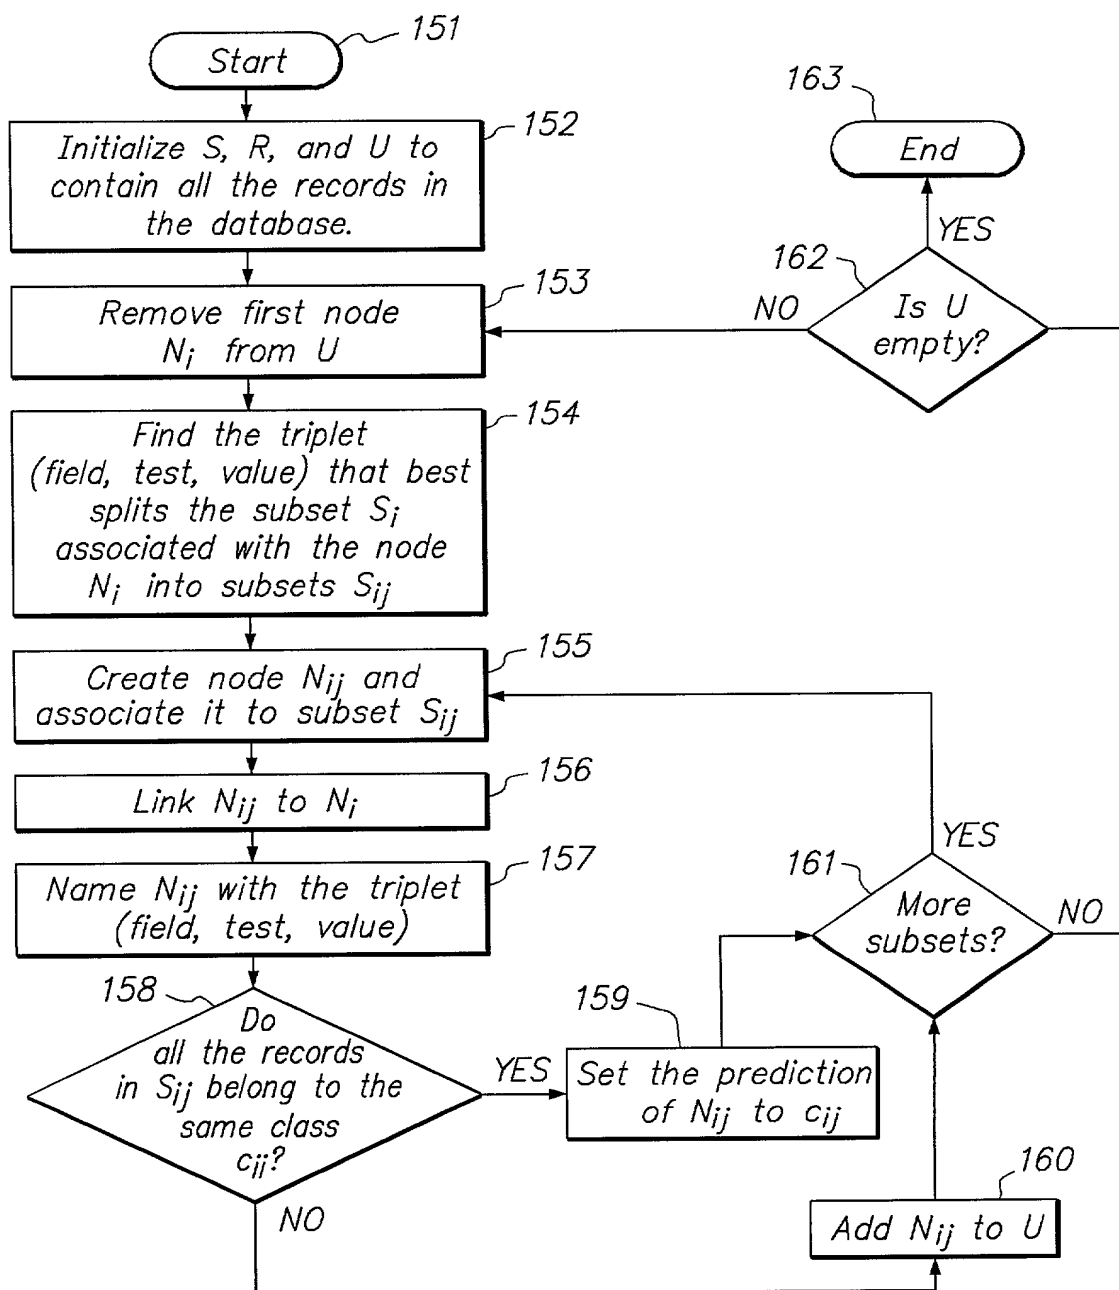 151
Start
152
Initialize S, R, and U to
contain all the records in
the database.
153
Remove first node
Ni from U
154
Find the triplet
(field, test, value) that best
splits the subset Si
associated with the node
Ni into subsets Sij
155
Create node Nij and
associate it to subset Sij
156
Link Nij to Ni
157
Name Nij with the triplet
(field, test, value)
158
Do
all the records
in Sij belong to the
same class
cij?
YES
NO
159
Set the prediction
of Nij to cij
160
Add Nij to U
161
More
subsets?
YES
NO
162
Is U
empty?
NO
YES
163
End